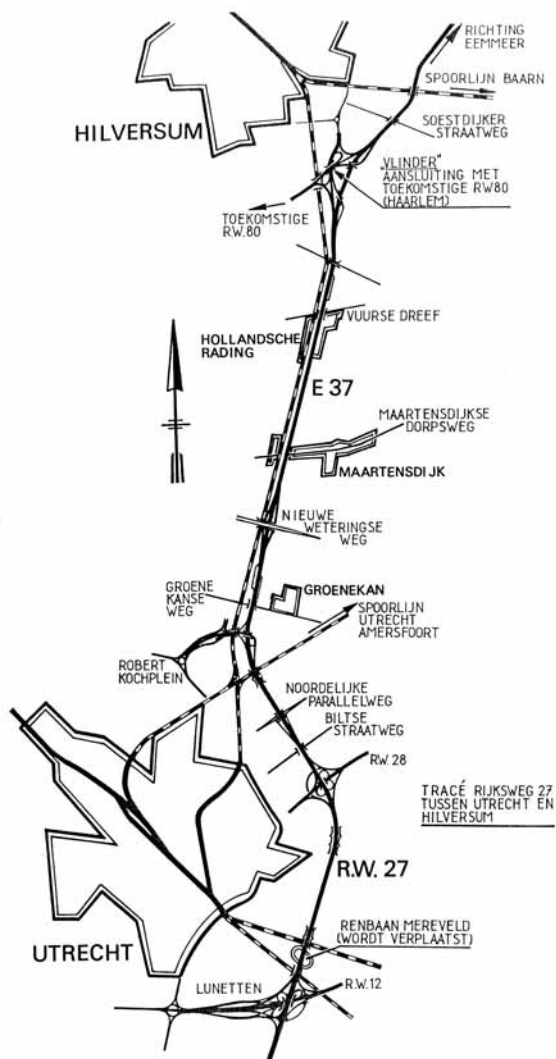 RICHTING
EEMMEER
SPOORLIJN BAARN
SOESTDIJKER
STRAATWEG
HILVERSUM
„VLINDER"
AANSLUITING MET
TOEKOMSTIGE RW80
(HAARLEM)
TOEKOMSTIGE
R.W. 80
VUURSE DREEF
HOLLANDSCHE
RADING
E 37
MAARTENSDIJKSE
DORPSWEG
MAARTENSDIJK
NIEUWE
WETERINGSE
WEG
GROENE
KANSE
WEG
GROENEKAN
SPOORLIJN
UTRECHT
AMERSFOORT
ROBERT
KOCHPLEIN
NOORDELIJKE
PARALLELWEG
BILTSE
STRAATWEG
R.W. 28
TRACÉ RIJKSWEG 27
TUSSEN UTRECHT EN
HILVERSUM
R.W. 27
RENBAAN MEREVELD
(WORDT VERPLAATST)
UTRECHT
LUNETTEN
R.W. 12